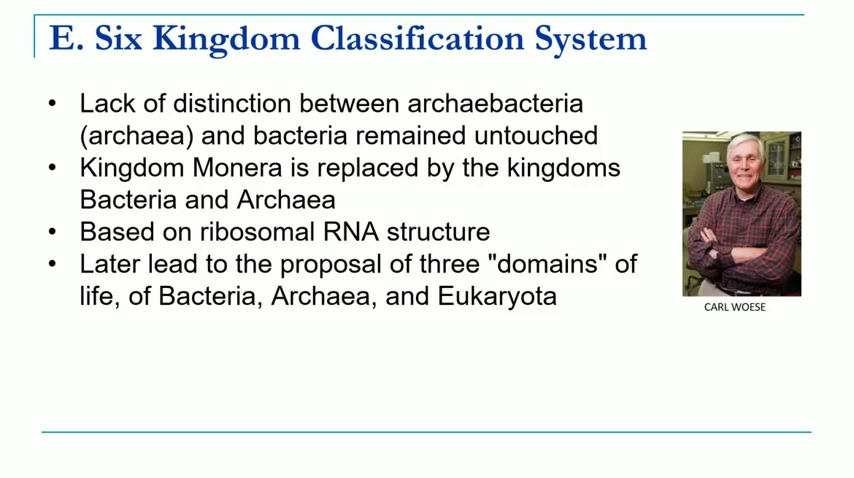 E. Six Kingdom Classification System
• Lack of distinction between archaebacteria
(archaea) and bacteria remained untouched
• Kingdom Monera is replaced by the kingdoms
Bacteria and Archaea
• Based on ribosomal RNA structure
• Later lead to the proposal of three "domains" of
life, of Bacteria, Archaea, and Eukaryota
CARL WOESE